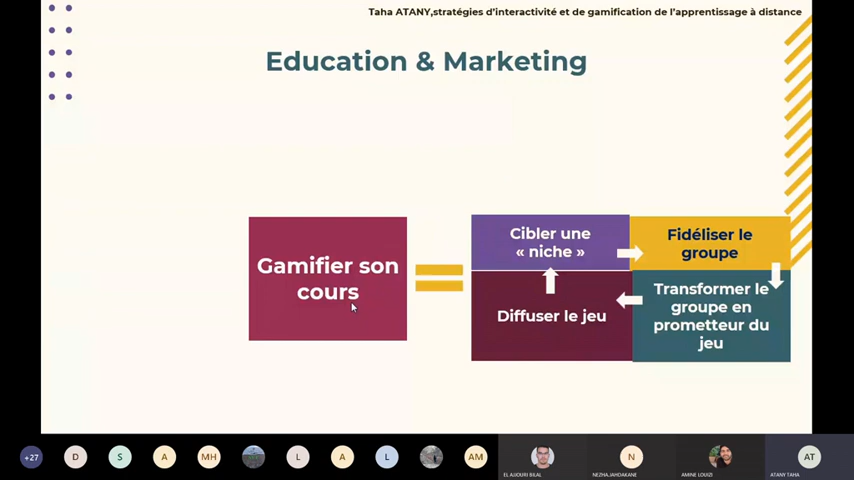 Taha ATANY,stratégies d'interactivité et de gamification de l'apprentissage à distance
Education & Marketing
Gamifier son
cours
Cibler une
« niche »
Fidéliser le
groupe
Diffuser le jeu
Transformer le
groupe en
prometteur du
jeu
+27
D
S
A
MH
L
A
L
AM
N
AT
EL AJOURI BILAL
NEZHA JAHDAKANE
AMINE LOUIZI
ATANY TAHA